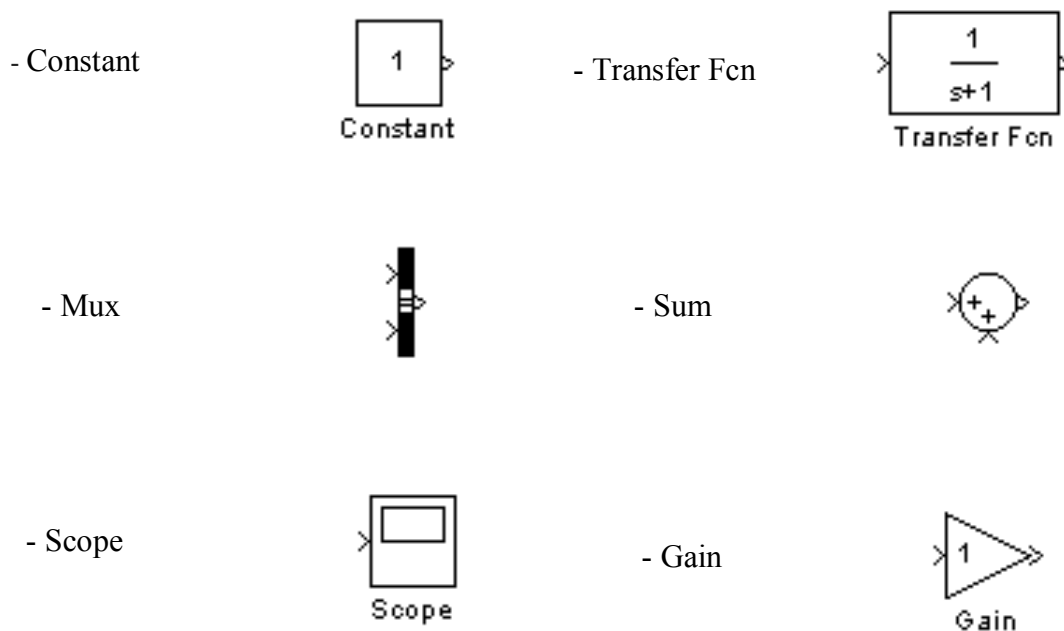 - Constant
1
Constant
- Transfer Fcn
1
s+1
Transfer Fcn
- Mux
- Sum
+
+
- Scope
Scope
- Gain
1
Gain